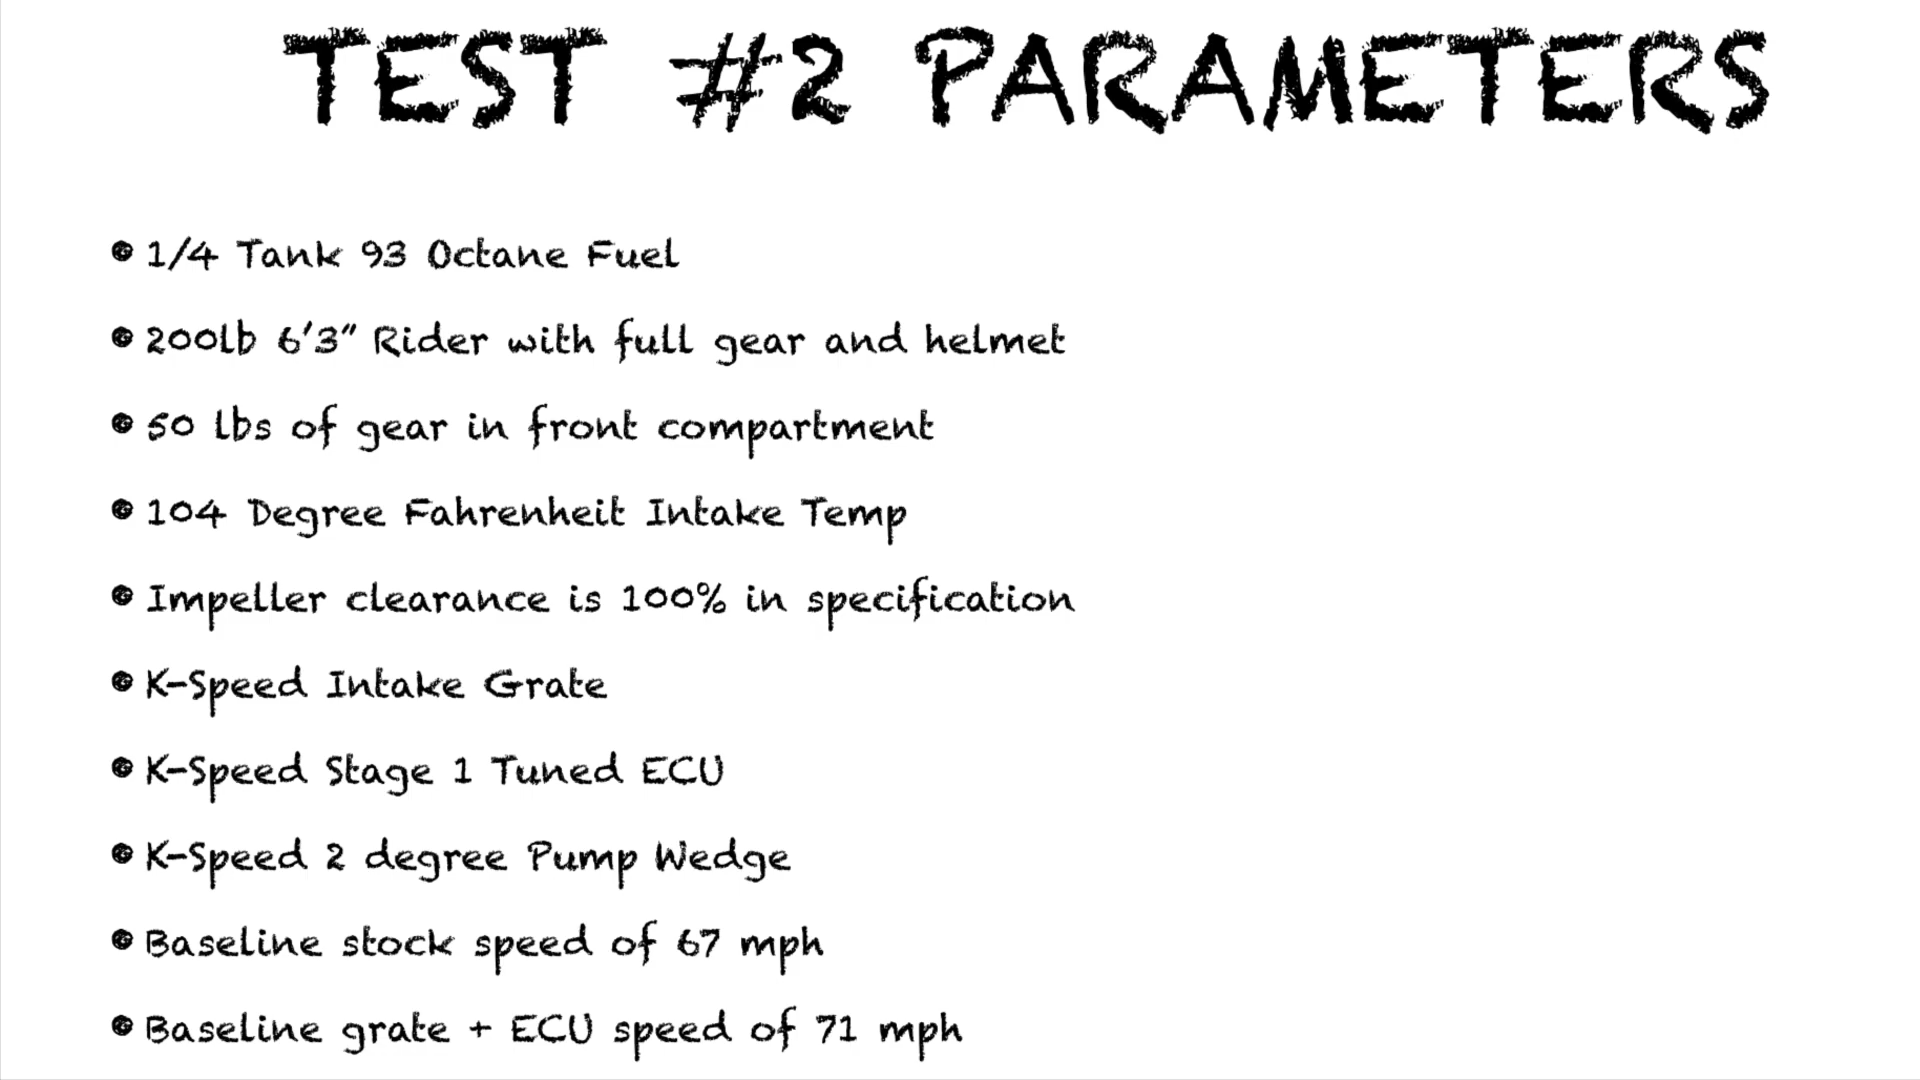 TEST #2 PARAMETERS
• 1/4 Tank 93 Octane Fuel
• 200lb 6'3" Rider with full gear and helmet
• 50 lbs of gear in front compartment
• 104 Degree Fahrenheit Intake Temp
• Impeller clearance is 100% in specification
• K-Speed Intake Grate
• K-Speed Stage 1 Tuned ECU
• K-Speed 2 degree Pump Wedge
• Baseline stock speed of 67 mph
• Baseline grate + ECU speed of 71 mph